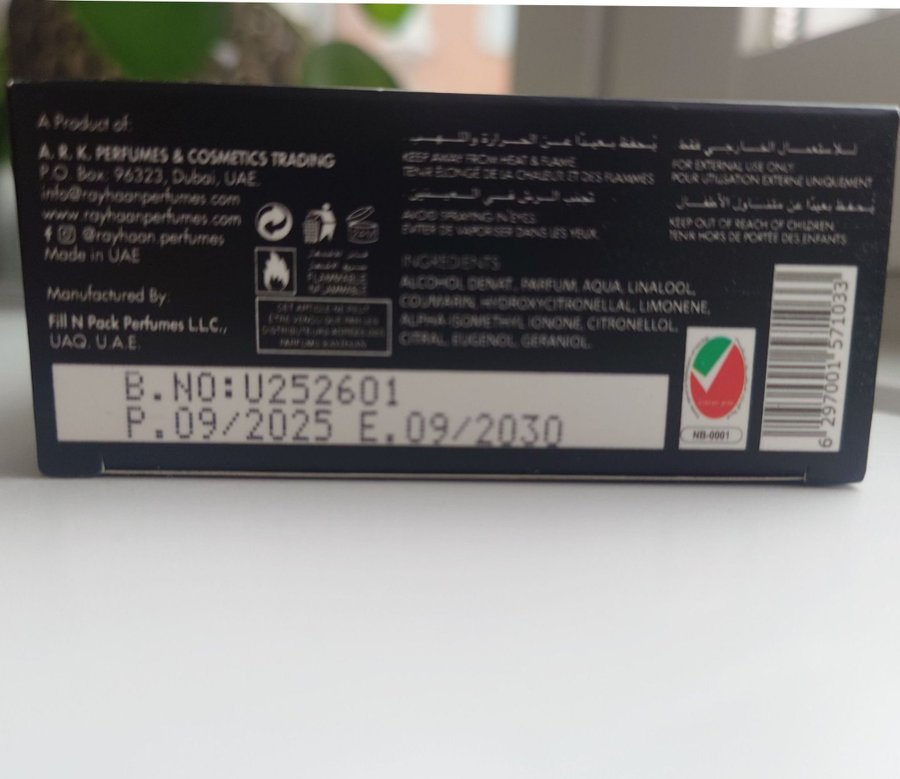 A Product of:
A. R. K. PERFUMES & COSMETICS TRADING
P.O. Box: 96323, Dubai, UAE.
info@rayhaanperfumes.com
www.rayhaanperfumes.com
@rayhaan.perfumes
Made in UAE
Manufactured By:
Fill N Pack Perfumes L.L.C.,
UAQ. U.A.E.
FLAMMABLE
INFLAMMABLE
يُحفظ بعيدًا عن الحرارة واللهب
KEEP AWAY FROM HEAT & FLAME
TENIR ÉLOIGNÉ DE LA CHALEUR ET DES FLAMMES
تجنب الرش في العينين
AVOID SPRAYING IN EYES
ÉVITER DE VAPORISER DANS LES YEUX
INGREDIENTS
ALCOHOL DENAT., PARFUM, AQUA, LINALOOL,
COUMARIN, HYDROXYCITRONELLAL, LIMONENE,
ALPHA-ISOMETHYL IONONE, CITRONELLOL,
CITRAL, EUGENOL, GERANIOL.
للاستعمال الخارجي فقط
FOR EXTERNAL USE ONLY
POUR UTILISATION EXTERNE UNIQUEMENT
يُحفظ بعيدًا عن متناول الأطفال
KEEP OUT OF REACH OF CHILDREN
TENIR HORS DE PORTÉE DES ENFANTS
B.NO:U252601
P.09/2025 E.09/2030
NB-0001
6 297001 571033